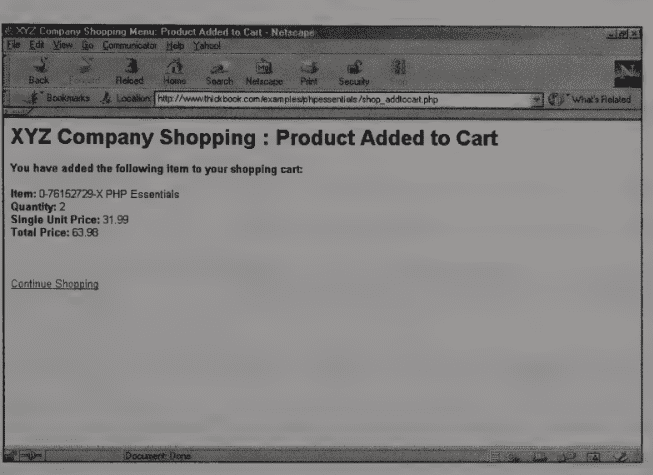 XYZ Company Shopping Menu: Product Added to Cart - Netscape
File Edit View Go Communicator Help Yahoo!
Back Forward Reload Home Search Netscape Print Security
Bookmarks Location: http://www.thickbook.com/examples/phpessentials/shop_addtocart.php What's Related
XYZ Company Shopping : Product Added to Cart
You have added the following item to your shopping cart:
Item: 0-76152729-X PHP Essentials
Quantity: 2
Single Unit Price: 31.99
Total Price: 63.98
Continue Shopping
Document: Done